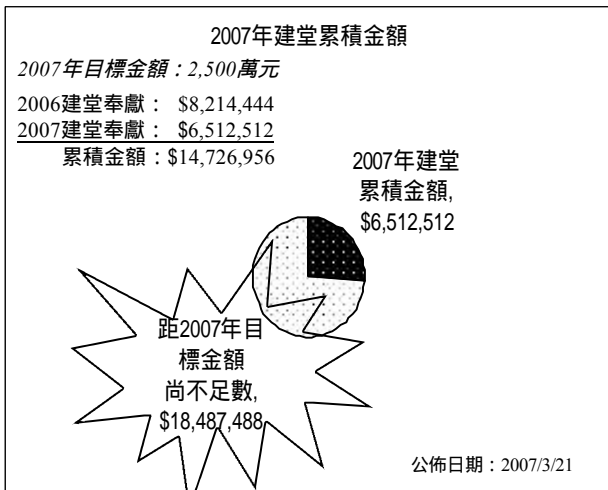 2007年建堂累積金額
2007年目標金額：2,500萬元
2006建堂奉獻： $8,214,444
2007建堂奉獻： $6,512,512
累積金額：$14,726,956
2007年建堂
累積金額,
$6,512,512
距2007年目
標金額
尚不足數,
$18,487,488
公佈日期：2007/3/21